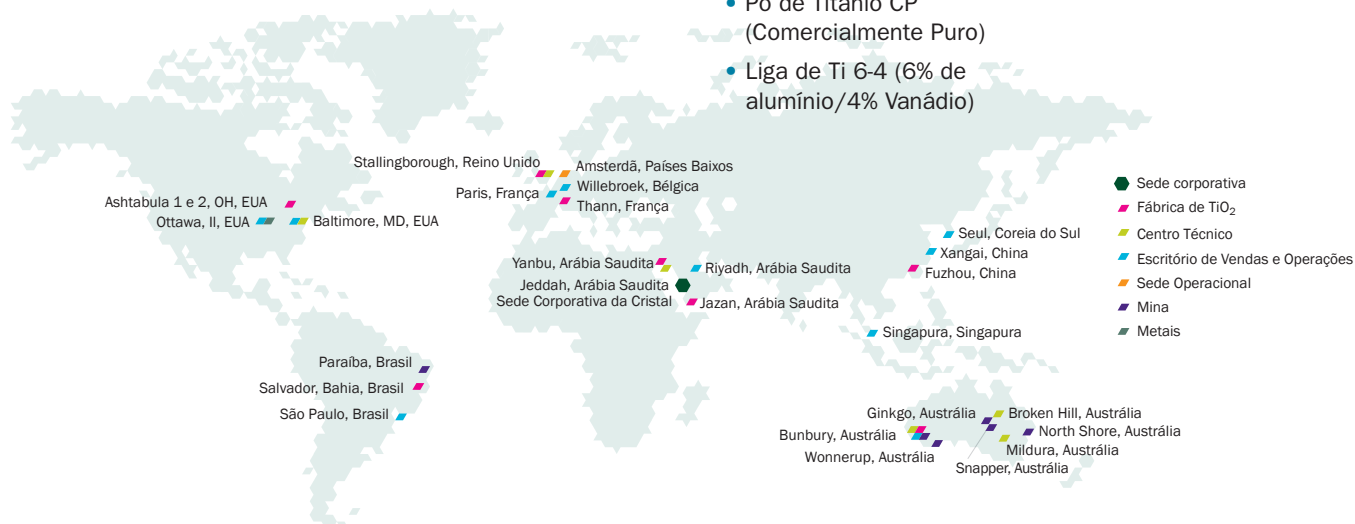 • Pó de Titânio CP
(Comercialmente Puro)
• Liga de Ti 6-4 (6% de
alumínio/4% Vanádio)
Stallingborough, Reino Unido
Amsterdã, Países Baixos
Paris, França
Willebroek, Bélgica
Thann, França
Ashtabula 1 e 2, OH, EUA
Ottawa, Il, EUA
Baltimore, MD, EUA
Yanbu, Arábia Saudita
Riyadh, Arábia Saudita
Jeddah, Arábia Saudita
Sede Corporativa da Cristal
Jazan, Arábia Saudita
Seul, Coreia do Sul
Xangai, China
Fuzhou, China
Singapura, Singapura
Paraíba, Brasil
Salvador, Bahia, Brasil
São Paulo, Brasil
Ginkgo, Austrália
Broken Hill, Austrália
Bunbury, Austrália
North Shore, Austrália
Wonnerup, Austrália
Mildura, Austrália
Snapper, Austrália
Sede corporativa
Fábrica de TiO₂
Centro Técnico
Escritório de Vendas e Operações
Sede Operacional
Mina
Metais